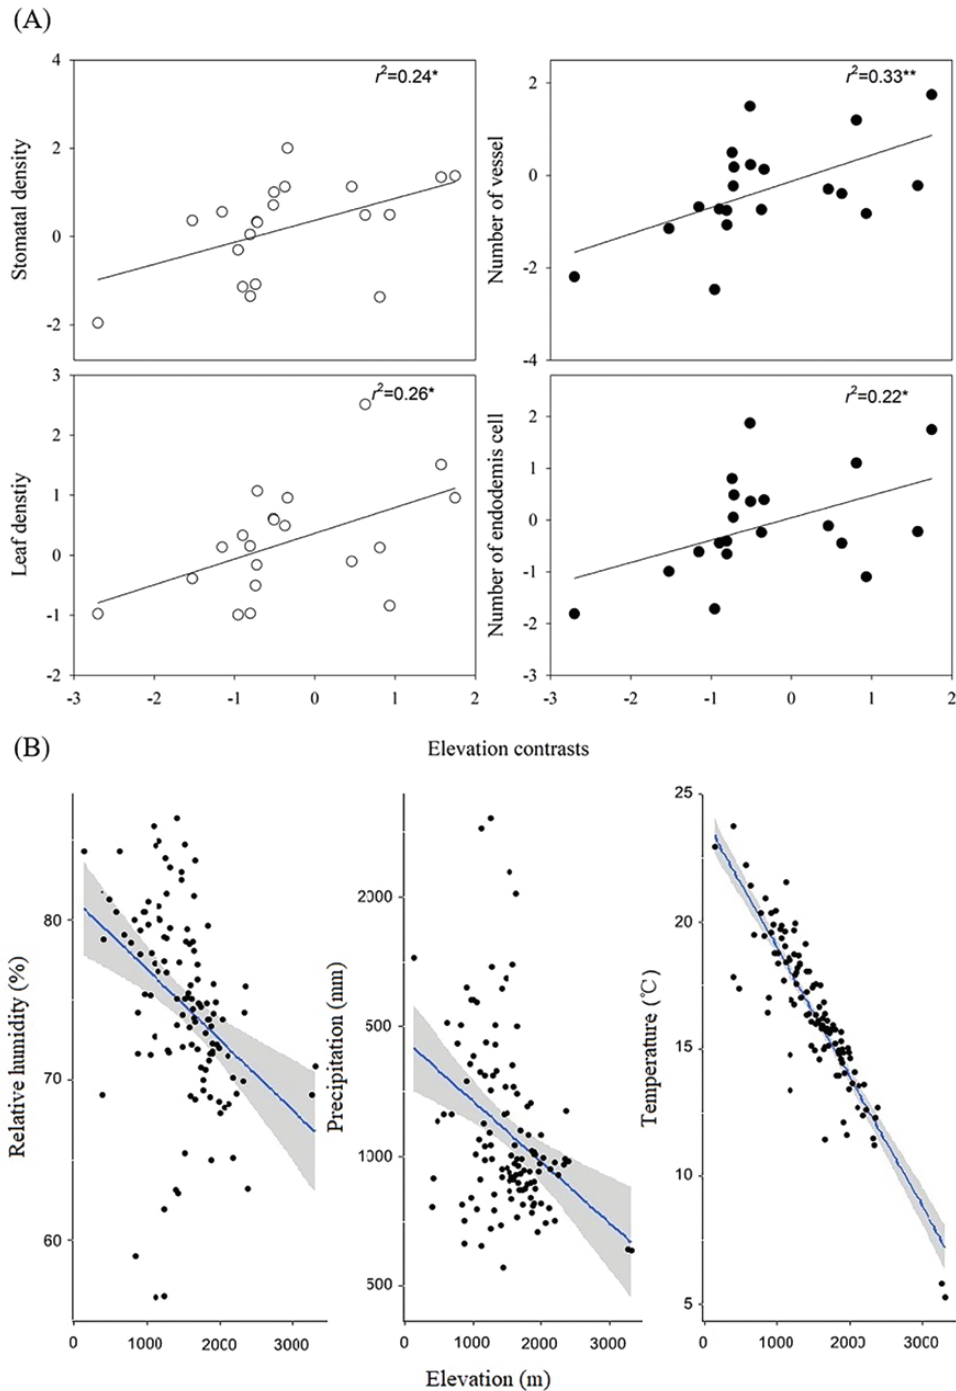 (A)
r²=0.24*
4
2
0
-2
Stomatal density
r²=0.33**
2
0
-2
-4
Number of vessel
r²=0.26*
3
2
1
0
-1
-2
Leaf denstiy
-3 -2 -1 0 1 2
r²=0.22*
2
1
0
-1
-2
-3
Number of endodemis cell
-3 -2 -1 0 1 2
Elevation contrasts
(B)
80
70
60
Relative humidity (%)
0 1000 2000 3000
2000
500
1000
500
Precipitation (mm)
0 1000 2000 3000
25
20
15
10
5
Temperature (℃)
0 1000 2000 3000
Elevation (m)